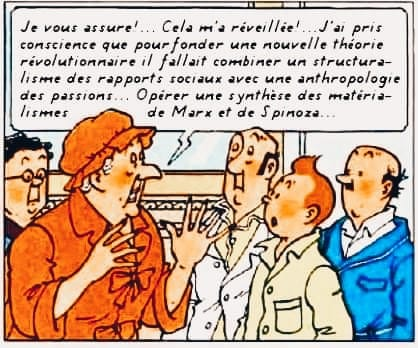 Je vous assure!... Cela m'a réveillée!...J'ai pris
conscience que pour fonder une nouvelle théorie
révolutionnaire il fallait combiner un structura-
lisme des rapports sociaux avec une anthropologie
des passions... Opérer une synthèse des matéria-
lismes de Marx et de Spinoza...